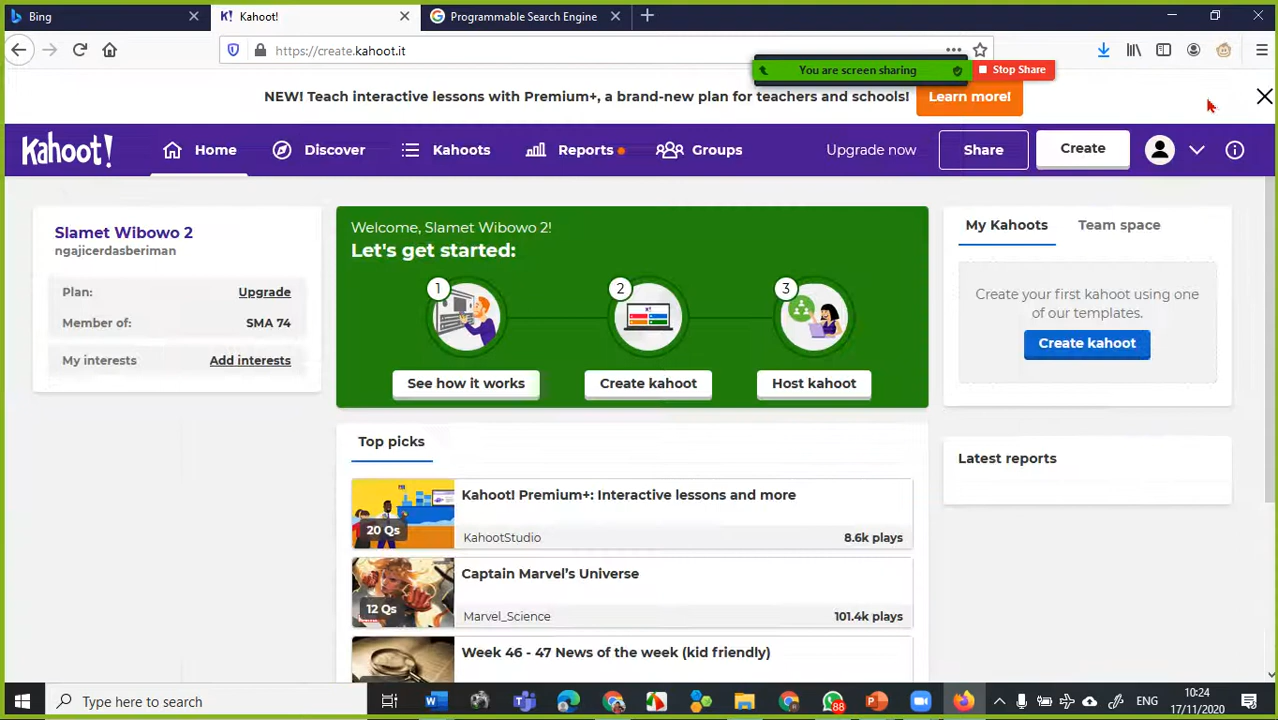 Bing
K! Kahoot!
Programmable Search Engine
https://create.kahoot.it
You are screen sharing
Stop Share
NEW! Teach interactive lessons with Premium+, a brand-new plan for teachers and schools!
Learn more!
Kahoot!
Home
Discover
Kahoots
Reports
Groups
Upgrade now
Share
Create
Slamet Wibowo 2
ngajicerdasberiman
Plan: Upgrade
Member of: SMA 74
My interests Add interests
Welcome, Slamet Wibowo 2!
Let's get started:
1
2
3
See how it works
Create kahoot
Host kahoot
My Kahoots
Team space
Create your first kahoot using one
of our templates.
Create kahoot
Latest reports
Top picks
20 Qs
Kahoot! Premium+: Interactive lessons and more
KahootStudio
8.6k plays
12 Qs
Captain Marvel's Universe
Marvel_Science
101.4k plays
Week 46 - 47 News of the week (kid friendly)
Type here to search
88
ENG
10:24
17/11/2020